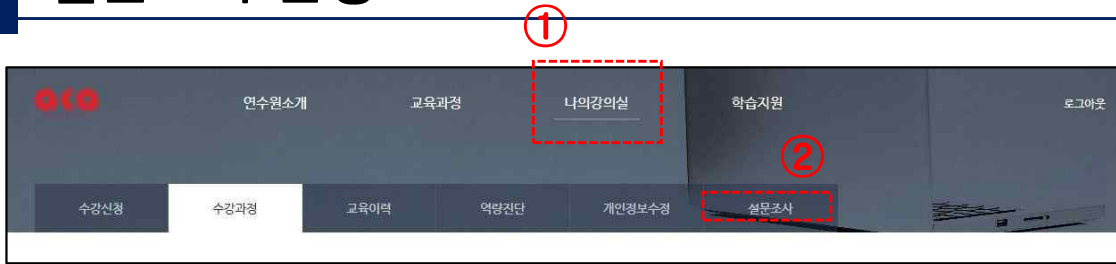 ①
aca
연수원소개 교육과정 나의강의실 학습지원 로그아웃
②
수강신청 수강과정 교육이력 역량진단 개인정보수정 설문조사